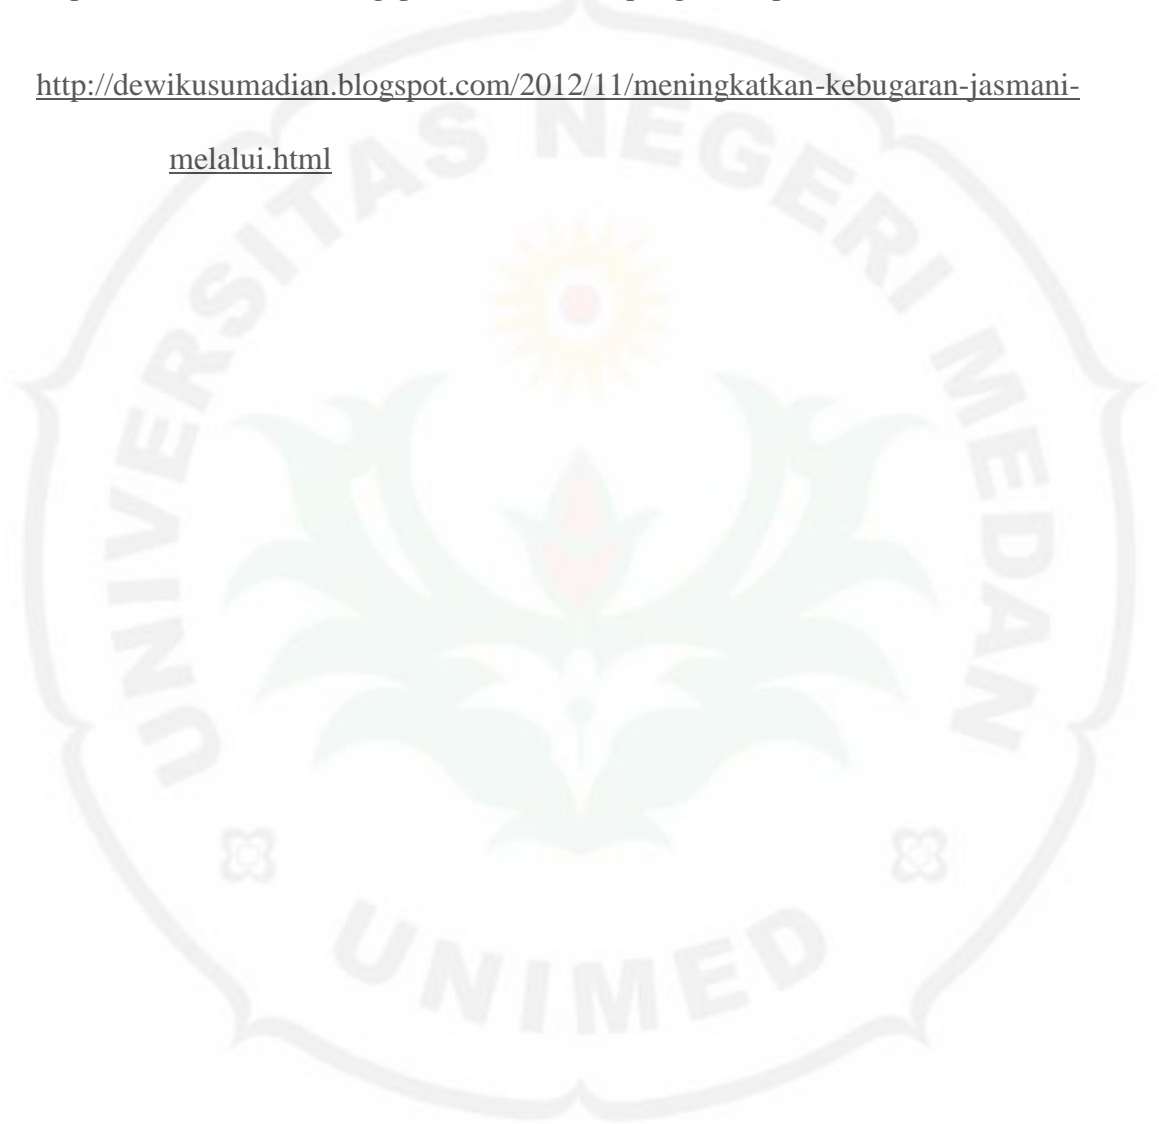 http://dewikusumadian.blogspot.com/2012/11/meningkatkan-kebugaran-jasmani-
melalui.html
UNIVERSITAS NEGERI MEDAN
UNIMED